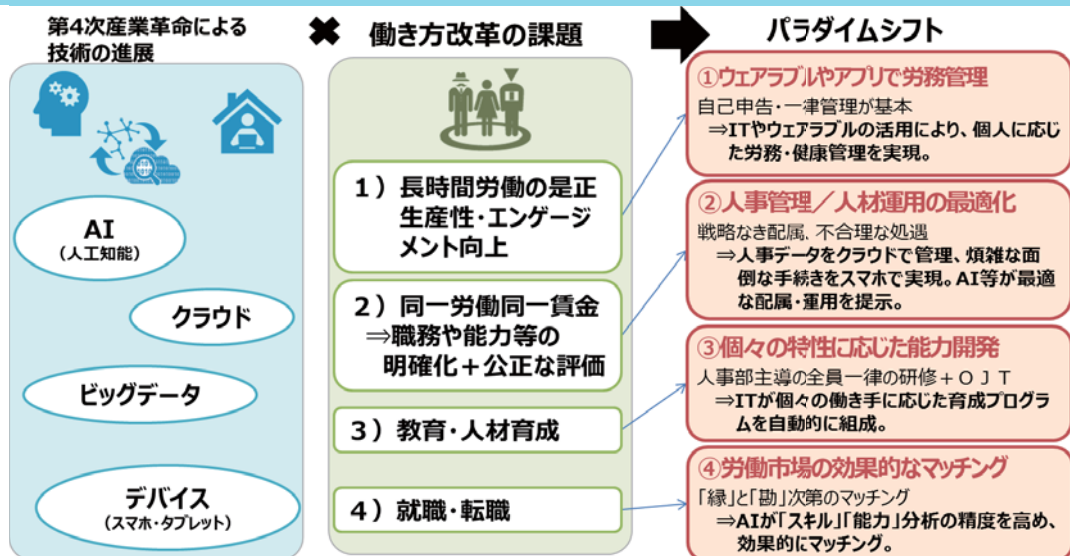 第4次産業革命による
技術の進展
✖
働き方改革の課題
パラダイムシフト
AI
(人工知能)
クラウド
ビッグデータ
デバイス
(スマホ・タブレット)
1）長時間労働の是正
生産性・エンゲージ
メント向上
2）同一労働同一賃金
⇒職務や能力等の
明確化＋公正な評価
3）教育・人材育成
4）就職・転職
①ウェアラブルやアプリで労務管理
自己申告・一律管理が基本
⇒ITやウェアラブルの活用により、個人に応じ
た労務・健康管理を実現。
②人事管理／人材運用の最適化
戦略なき配属、不合理な処遇
⇒人事データをクラウドで管理、煩雑な面
倒な手続きをスマホで実現。AI等が最適
な配属・運用を提示。
③個々の特性に応じた能力開発
人事部主導の全員一律の研修＋ＯＪＴ
⇒ITが個々の働き手に応じた育成プログラ
ムを自動的に組成。
④労働市場の効果的なマッチング
「縁」と「勘」次第のマッチング
⇒AIが「スキル」「能力」分析の精度を高め、
効果的にマッチング。